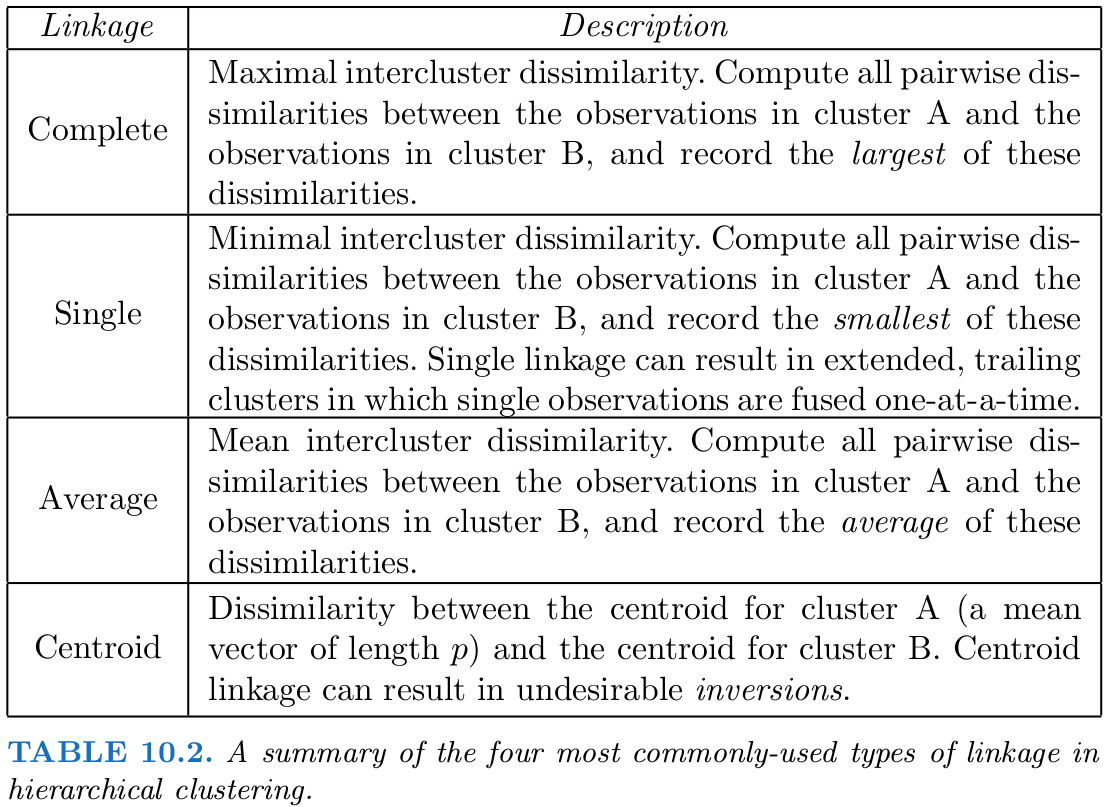 Linkage Description
Complete
Maximal intercluster dissimilarity. Compute all pairwise dis-
similarities between the observations in cluster A and the
observations in cluster B, and record the largest of these
dissimilarities.
Single
Minimal intercluster dissimilarity. Compute all pairwise dis-
similarities between the observations in cluster A and the
observations in cluster B, and record the smallest of these
dissimilarities. Single linkage can result in extended, trailing
clusters in which single observations are fused one-at-a-time.
Average
Mean intercluster dissimilarity. Compute all pairwise dis-
similarities between the observations in cluster A and the
observations in cluster B, and record the average of these
dissimilarities.
Centroid
Dissimilarity between the centroid for cluster A (a mean
vector of length p) and the centroid for cluster B. Centroid
linkage can result in undesirable inversions.
TABLE 10.2. A summary of the four most commonly-used types of linkage in
hierarchical clustering.